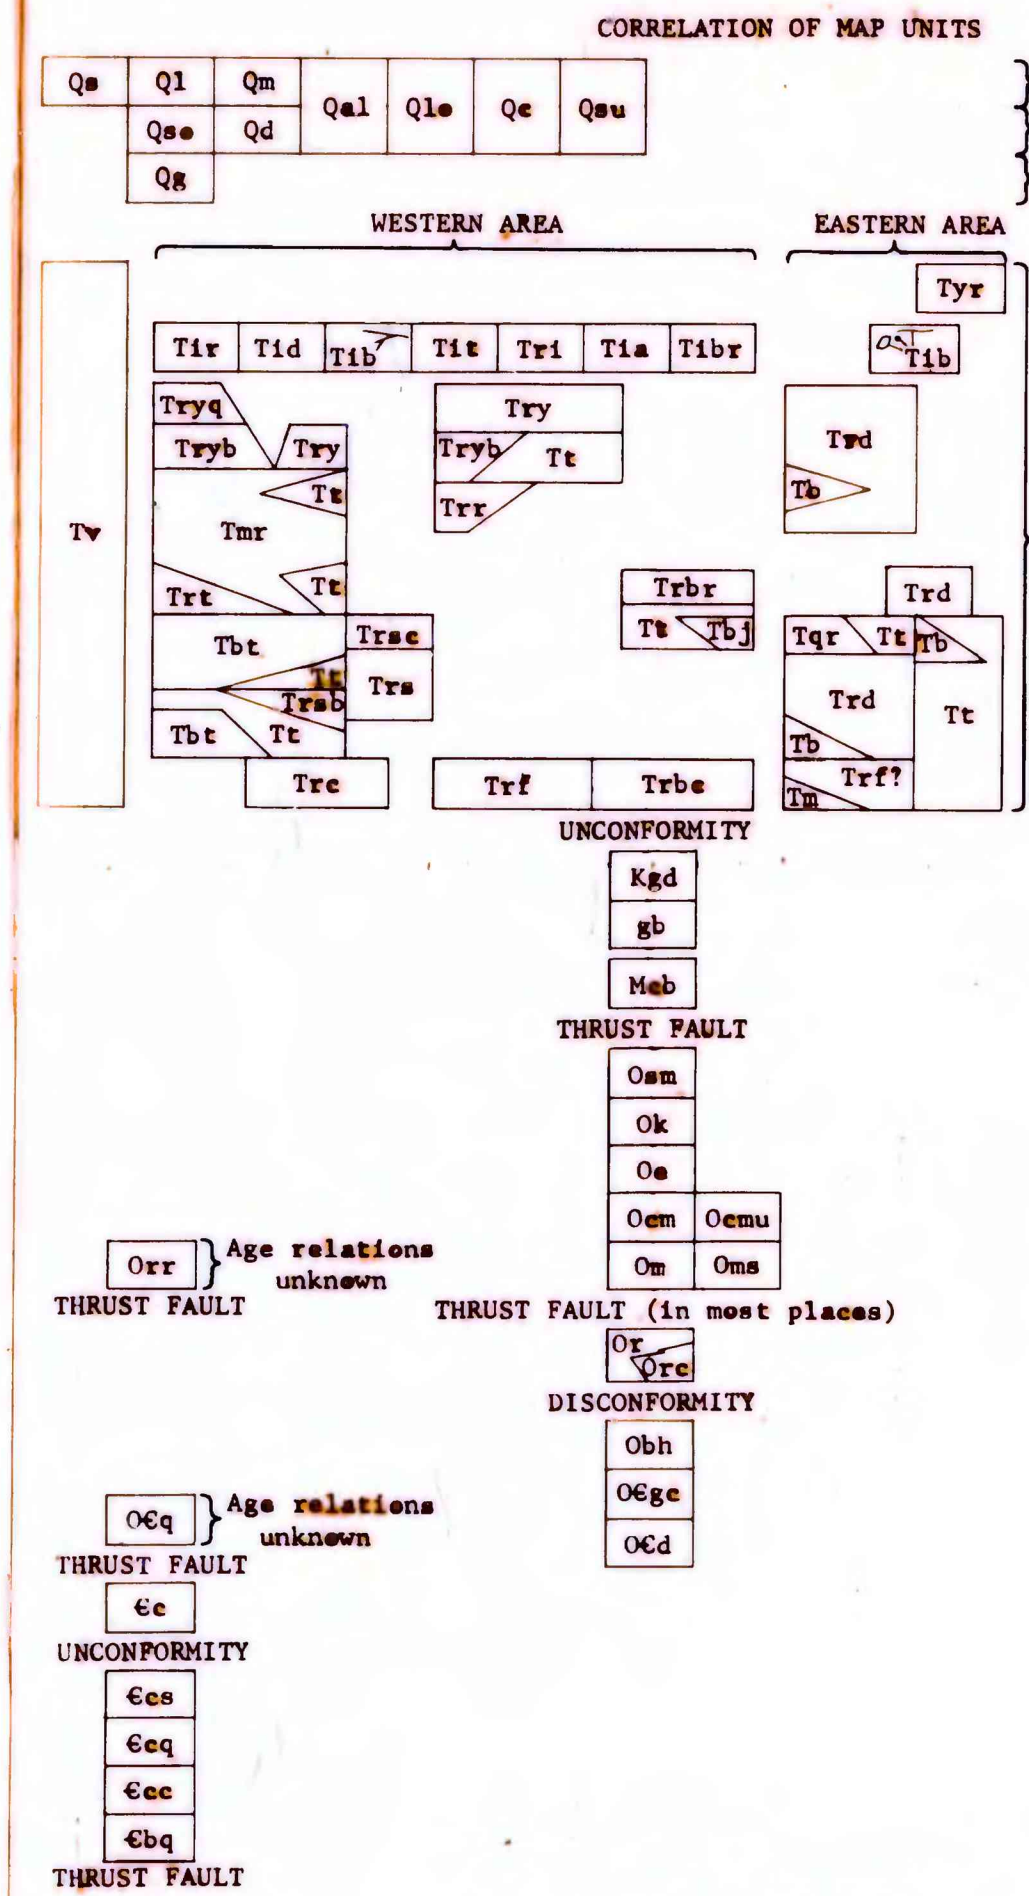 CORRELATION OF MAP UNITS
Qs Ql Qm Qal Qle Qc Qsu
Qse Qd
Qg
WESTERN AREA EASTERN AREA
Tyr
Tir Tid Tib Tit Tri Tia Tibr Tib
Tryq Try
Tryb Try Tryb Tt Trd
Tt Trr Tb
Tv Tmr
Trt Tt Trbr Trd
Tbt Trsc Tt Tbj Tqr Tt Tb
Tt Trs Trd Tt
Trsb
Tbt Tt Tb
Trc Trf Trbc Trf?
Tm
UNCONFORMITY
Kgd
gb
Mcb
THRUST FAULT
Osm
Ok
Oe
Ocm Ocmu
Orr } Age relations
unknown
Om Oms
THRUST FAULT THRUST FAULT (in most places)
Or
Orc
DISCONFORMITY
Obh
O€gc
O€q } Age relations
unknown
O€d
THRUST FAULT
€c
UNCONFORMITY
€cs
€cq
€cc
€bq
THRUST FAULT